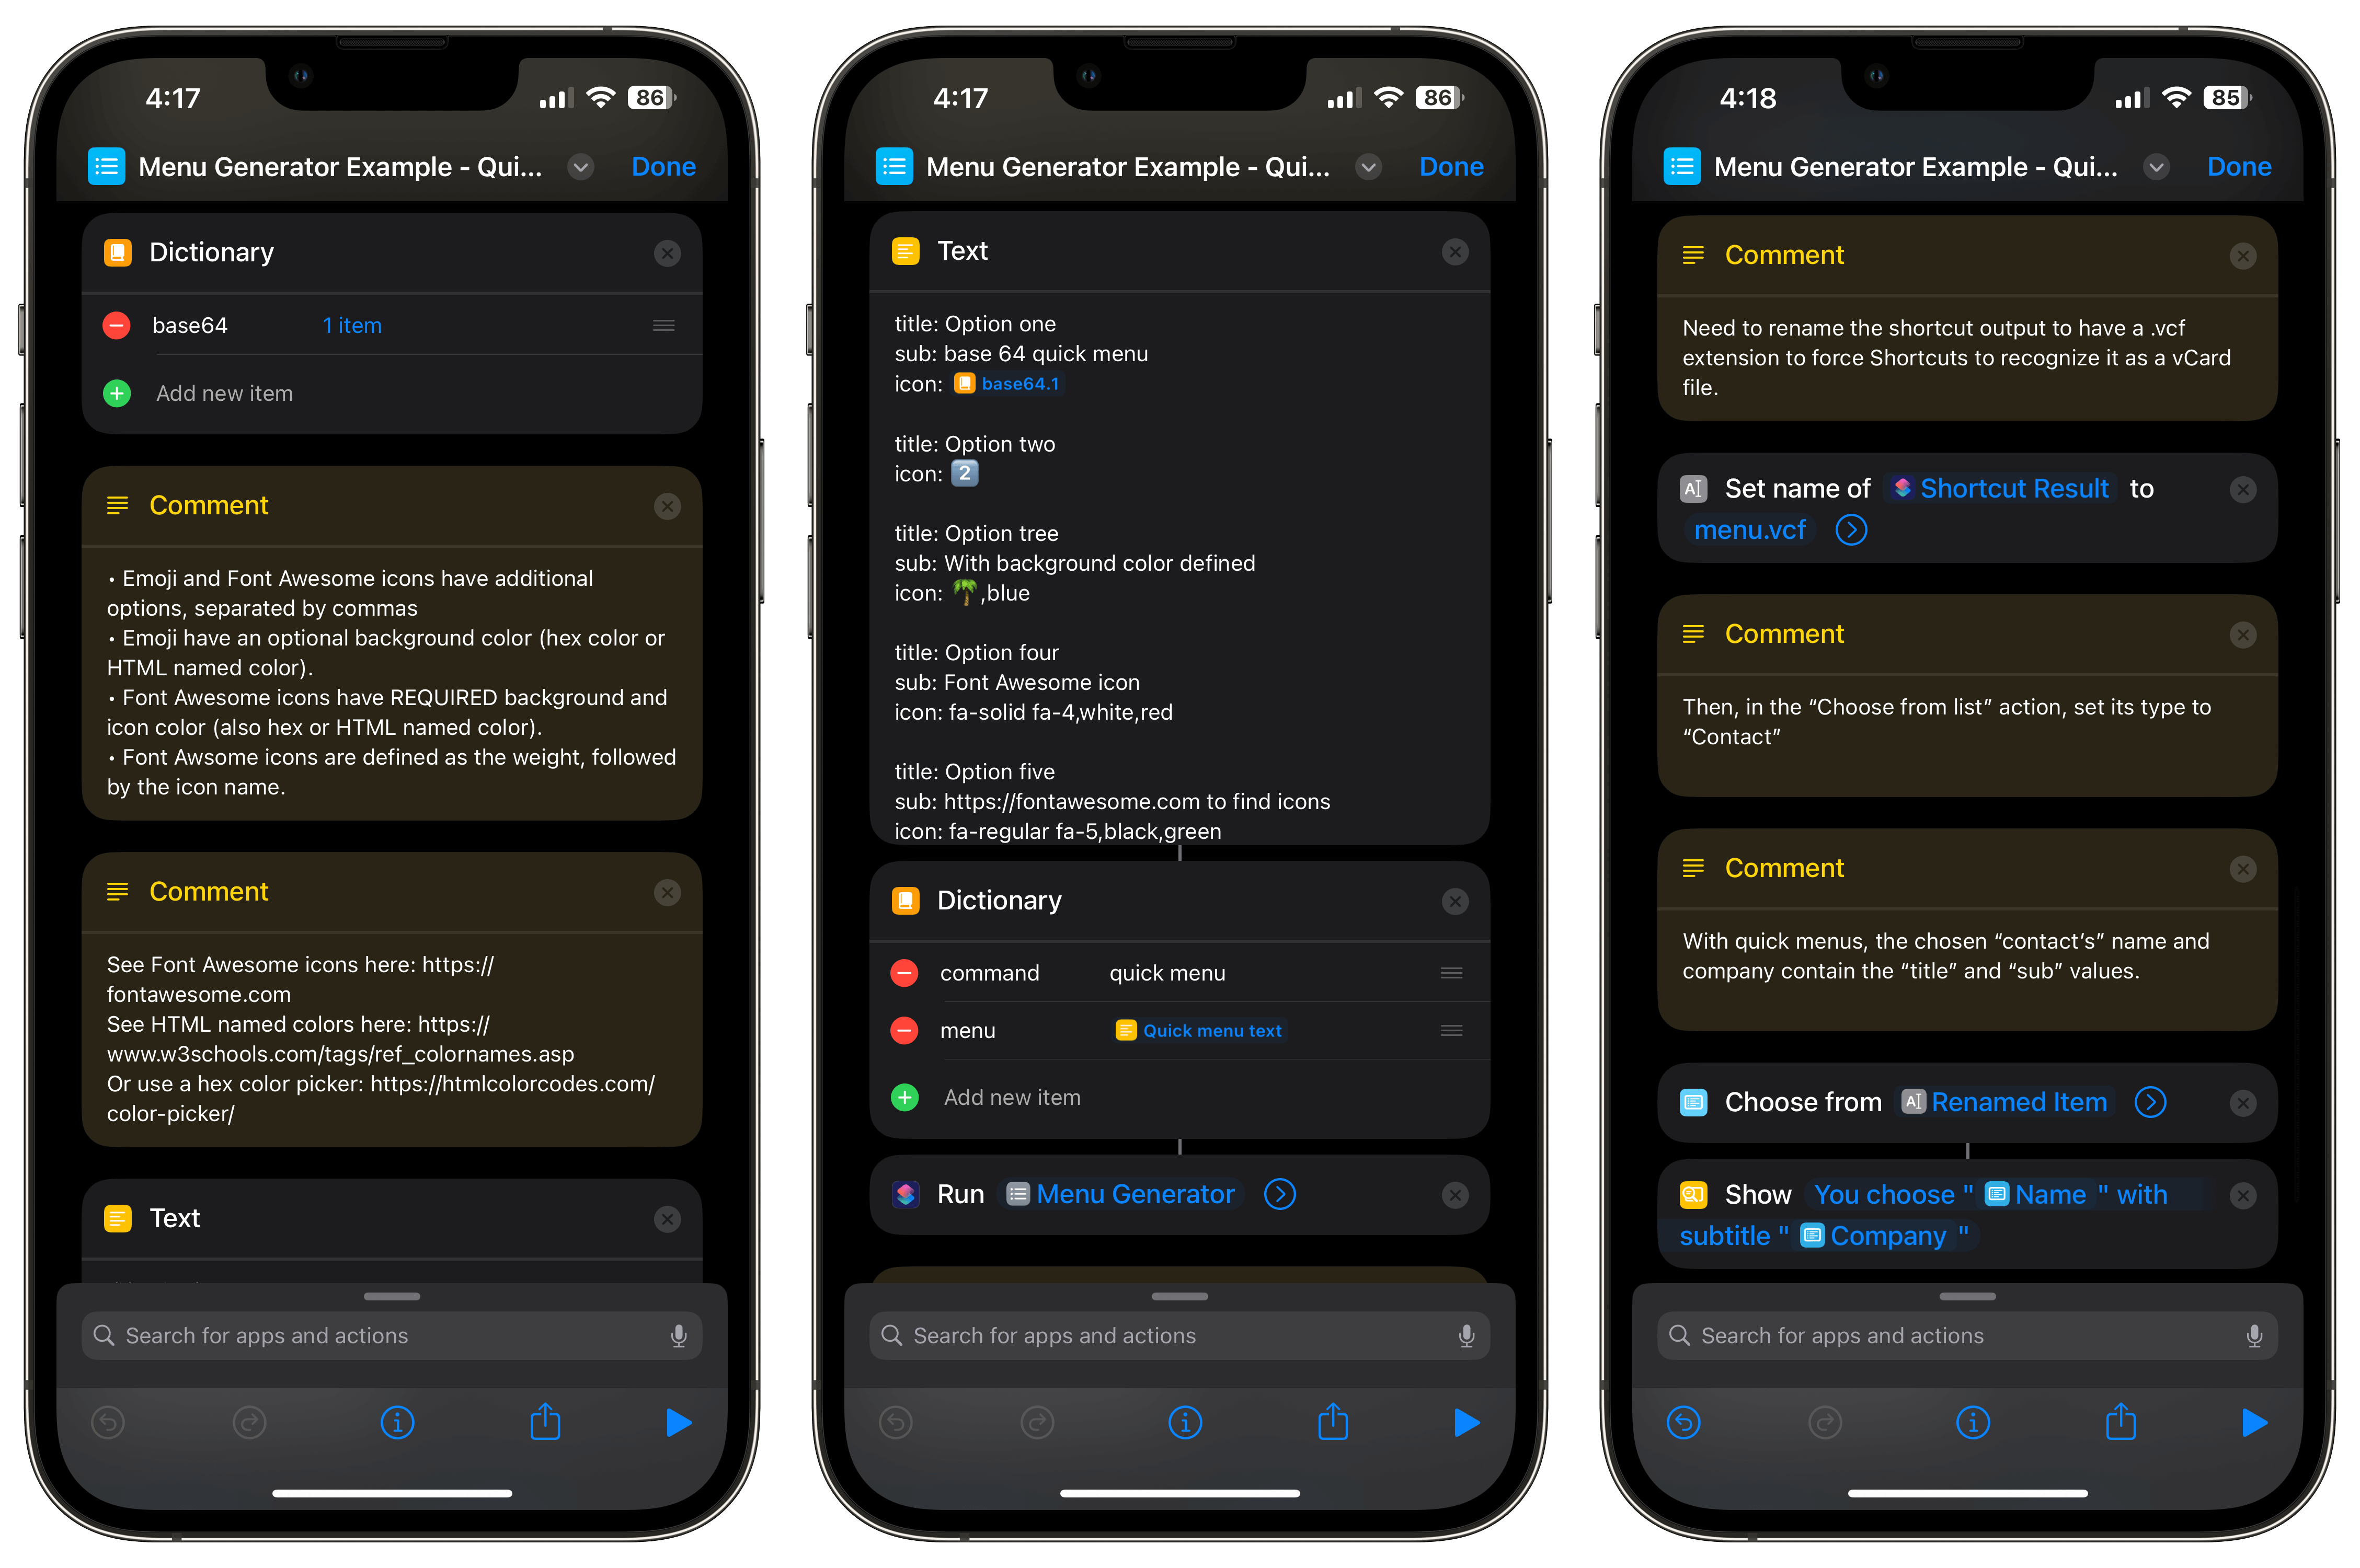 4:17
86
Menu Generator Example - Qui...
Done
Dictionary
base64
1 item
Add new item
Comment
• Emoji and Font Awesome icons have additional
options, separated by commas
• Emoji have an optional background color (hex color or
HTML named color).
• Font Awesome icons have REQUIRED background and
icon color (also hex or HTML named color).
• Font Awsome icons are defined as the weight, followed
by the icon name.
Comment
See Font Awesome icons here: https://
fontawesome.com
See HTML named colors here: https://
www.w3schools.com/tags/ref_colornames.asp
Or use a hex color picker: https://htmlcolorcodes.com/
color-picker/
Text
Search for apps and actions
4:17
86
Menu Generator Example - Qui...
Done
Text
title: Option one
sub: base 64 quick menu
icon: base64.1
title: Option two
icon: 2️⃣
title: Option tree
sub: With background color defined
icon: 🌴,blue
title: Option four
sub: Font Awesome icon
icon: fa-solid fa-4,white,red
title: Option five
sub: https://fontawesome.com to find icons
icon: fa-regular fa-5,black,green
Dictionary
command
quick menu
menu
Quick menu text
Add new item
Run Menu Generator
Search for apps and actions
4:18
85
Menu Generator Example - Qui...
Done
Comment
Need to rename the shortcut output to have a .vcf
extension to force Shortcuts to recognize it as a vCard
file.
Set name of Shortcut Result to
menu.vcf
Comment
Then, in the “Choose from list” action, set its type to
“Contact”
Comment
With quick menus, the chosen “contact’s” name and
company contain the “title” and “sub” values.
Choose from Renamed Item
Show You choose " Name " with
subtitle " Company "
Search for apps and actions